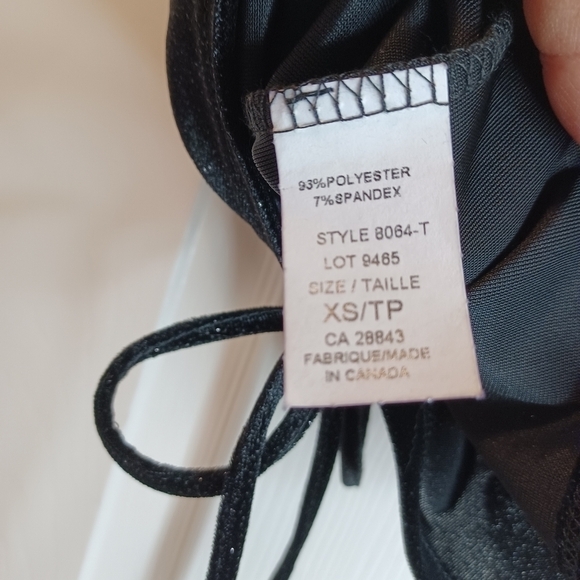 93%POLYESTER
7%SPANDEX
STYLE 8064-T
LOT 9465
SIZE / TAILLE
XS/TP
CA 28843
FABRIQUE/MADE
IN CANADA